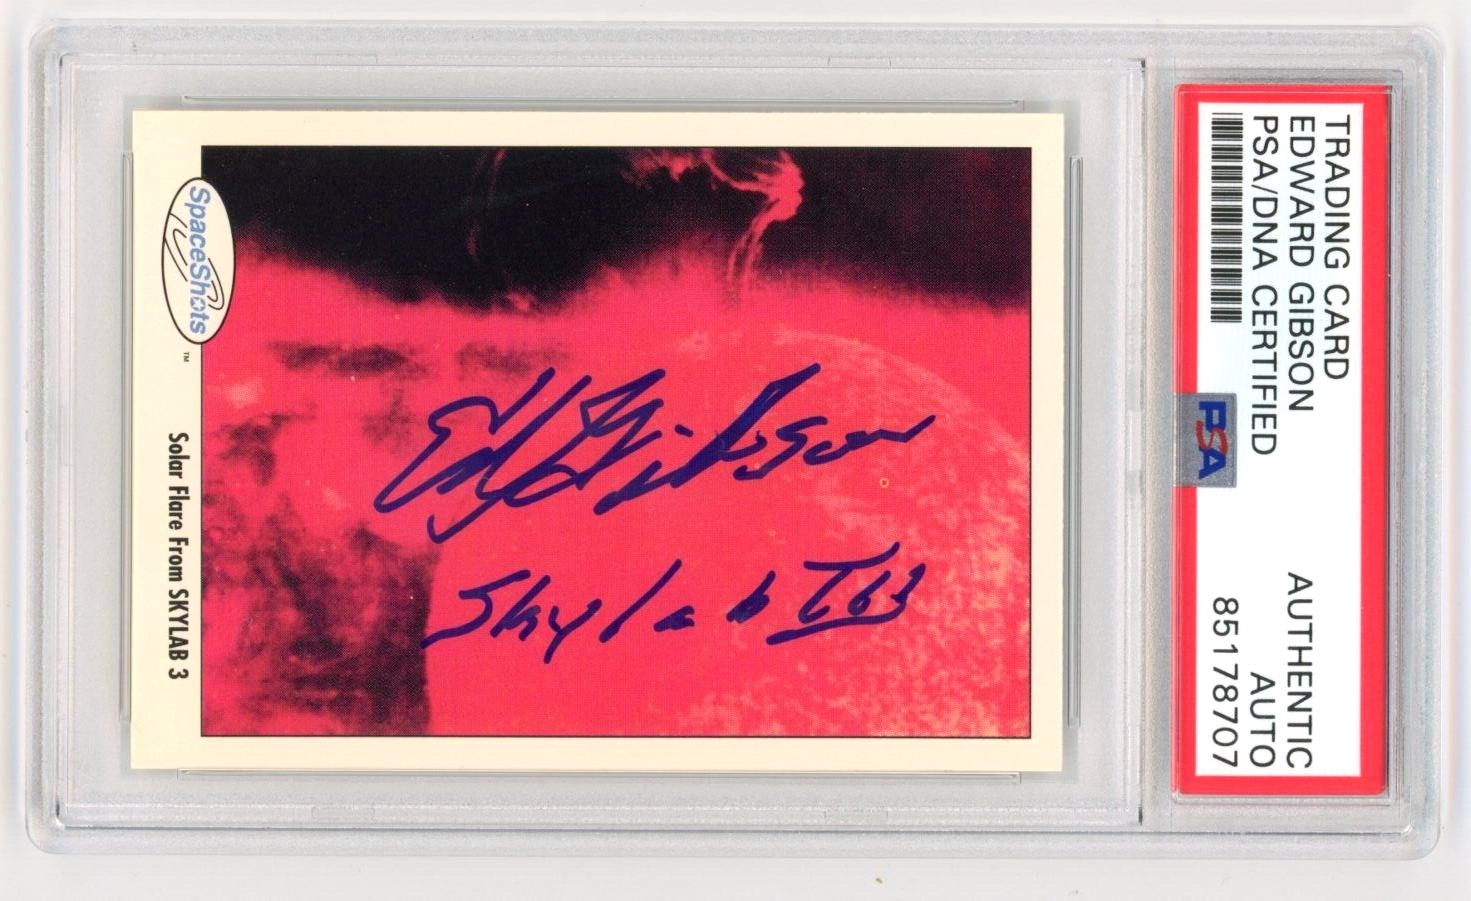 TRADING CARD
EDWARD GIBSON
PSA/DNA CERTIFIED
AUTHENTIC
AUTO
85178707
PSA
SpaceShots
™
Solar Flare From SKYLAB 3
Ed Gibson
Skylab